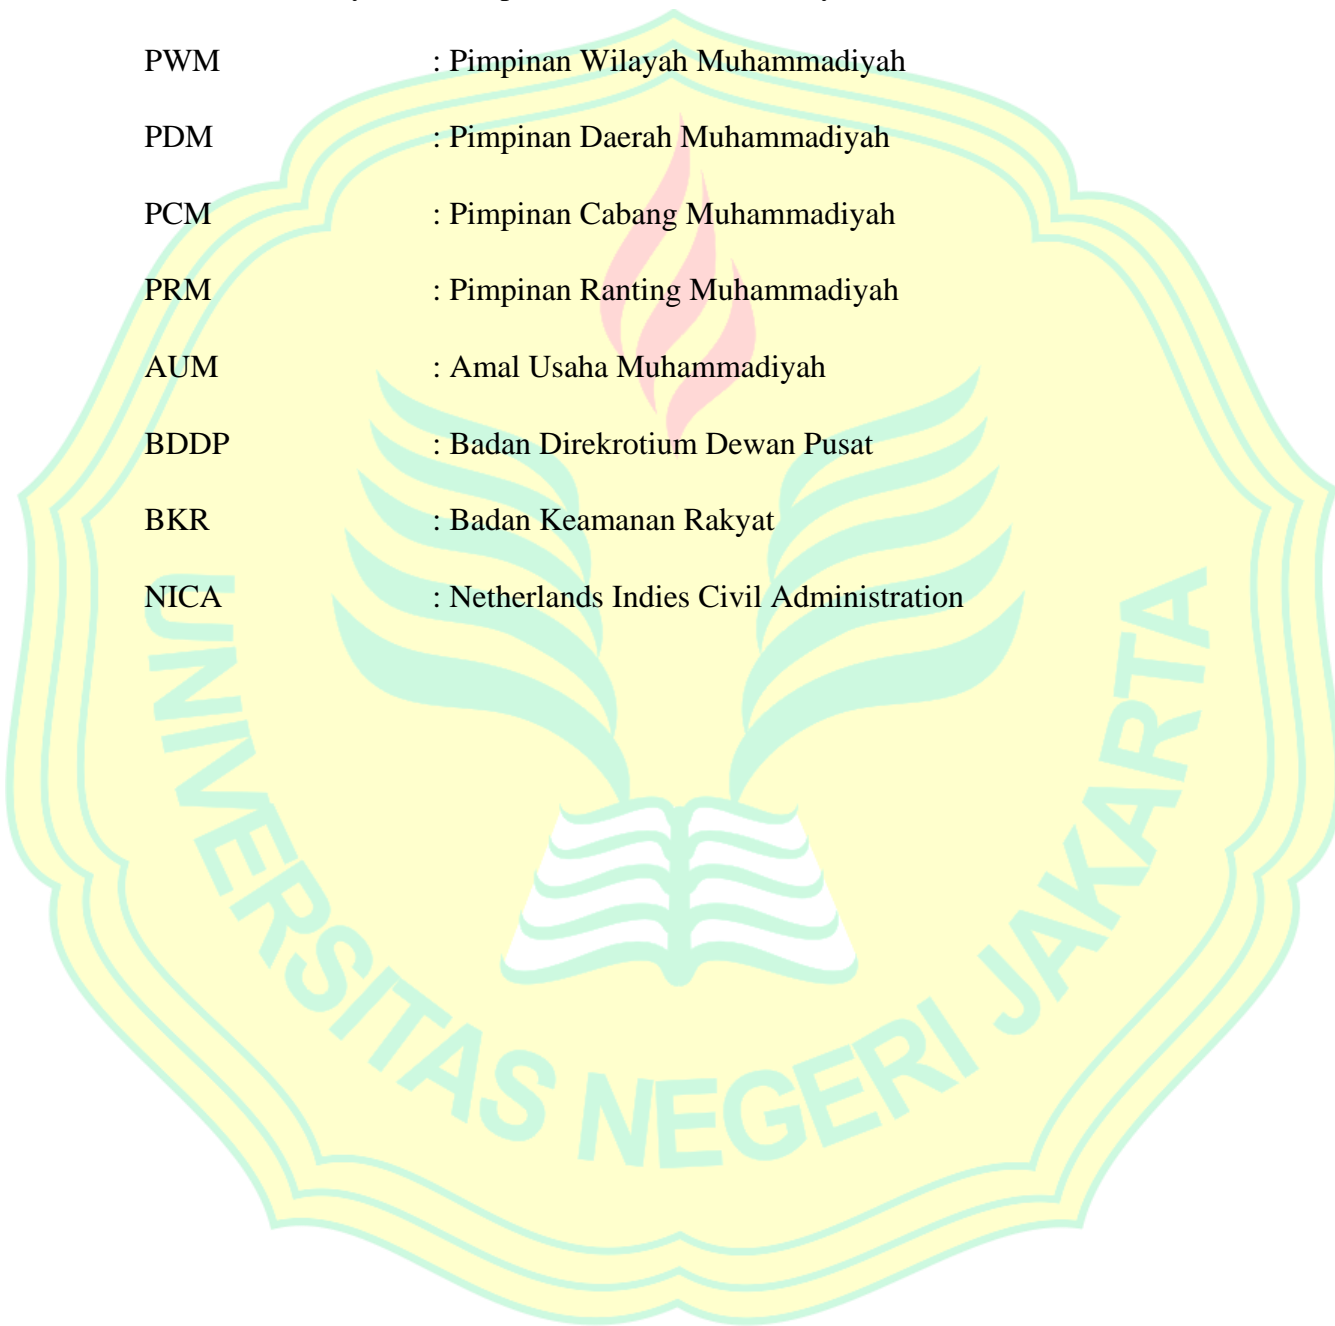 PWM : Pimpinan Wilayah Muhammadiyah
PDM : Pimpinan Daerah Muhammadiyah
PCM : Pimpinan Cabang Muhammadiyah
PRM : Pimpinan Ranting Muhammadiyah
AUM : Amal Usaha Muhammadiyah
BDDP : Badan Direkrotium Dewan Pusat
BKR : Badan Keamanan Rakyat
NICA : Netherlands Indies Civil Administration
UNIVERSITAS NEGERI JAKARTA